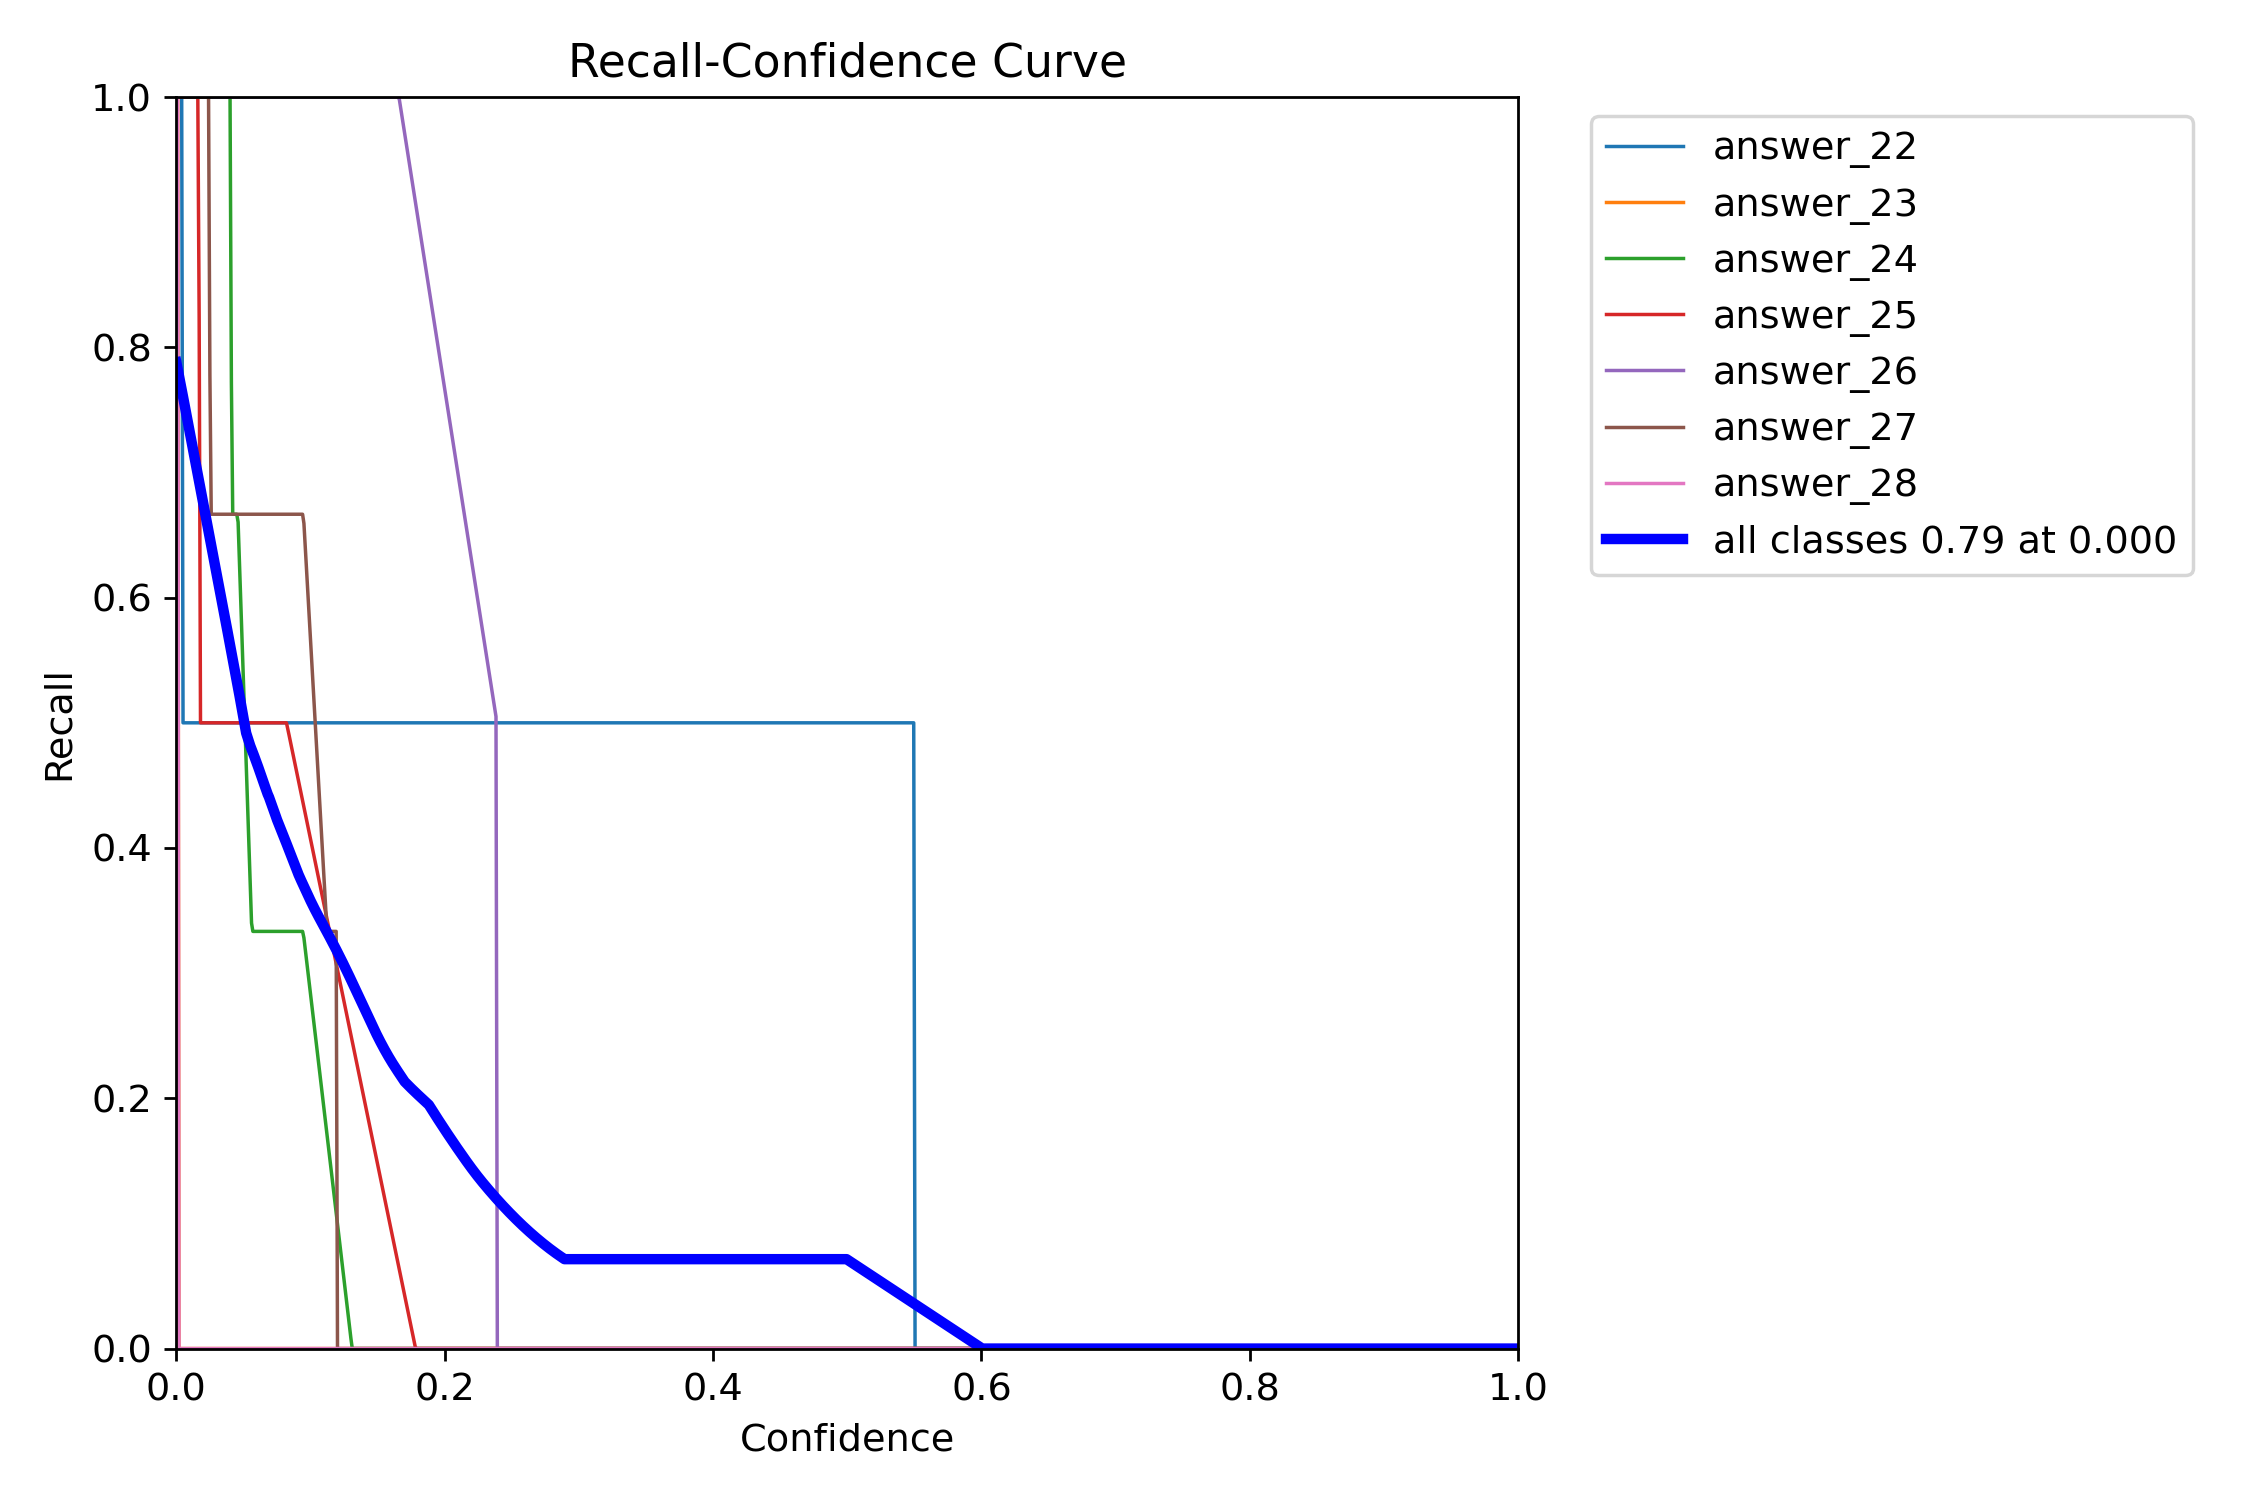 Recall-Confidence Curve
1.0
0.8
0.6
0.4
0.2
0.0
Recall
0.0 0.2 0.4 0.6 0.8 1.0
Confidence
answer_22
answer_23
answer_24
answer_25
answer_26
answer_27
answer_28
all classes 0.79 at 0.000